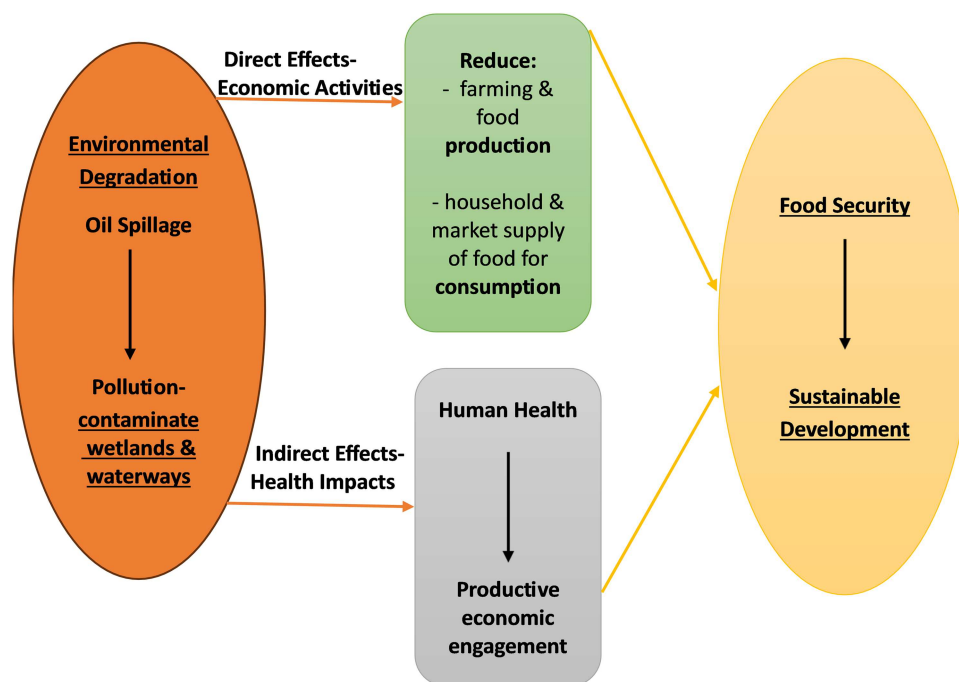 Environmental
Degradation
Oil Spillage
Pollution-
contaminate
wetlands &
waterways
Direct Effects-
Economic Activities
Reduce:
- farming &
food
production
- household &
market supply
of food for
consumption
Indirect Effects-
Health Impacts
Human Health
Productive
economic
engagement
Food Security
Sustainable
Development